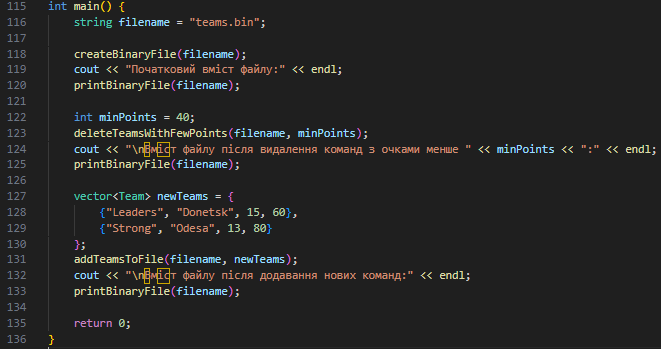 115 int main() {
116     string filename = "teams.bin";
117
118     createBinaryFile(filename);
119     cout << "Початковий вміст файлу:" << endl;
120     printBinaryFile(filename);
121
122     int minPoints = 40;
123     deleteTeamsWithFewPoints(filename, minPoints);
124     cout << "\nВміст файлу після видалення команд з очками менше " << minPoints << ":" << endl;
125     printBinaryFile(filename);
126
127     vector<Team> newTeams = {
128         {"Leaders", "Donetsk", 15, 60},
129         {"Strong", "Odesa", 13, 80}
130     };
131     addTeamsToFile(filename, newTeams);
132     cout << "\nВміст файлу після додавання нових команд:" << endl;
133     printBinaryFile(filename);
134
135     return 0;
136 }